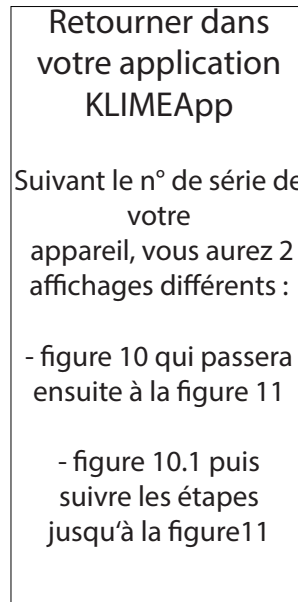 Retourner dans
votre application
KLIMEApp
Suivant le n° de série de
votre
appareil, vous aurez 2
affichages différents :
- figure 10 qui passera
ensuite à la figure 11
- figure 10.1 puis
suivre les étapes
jusqu‘à la figure11